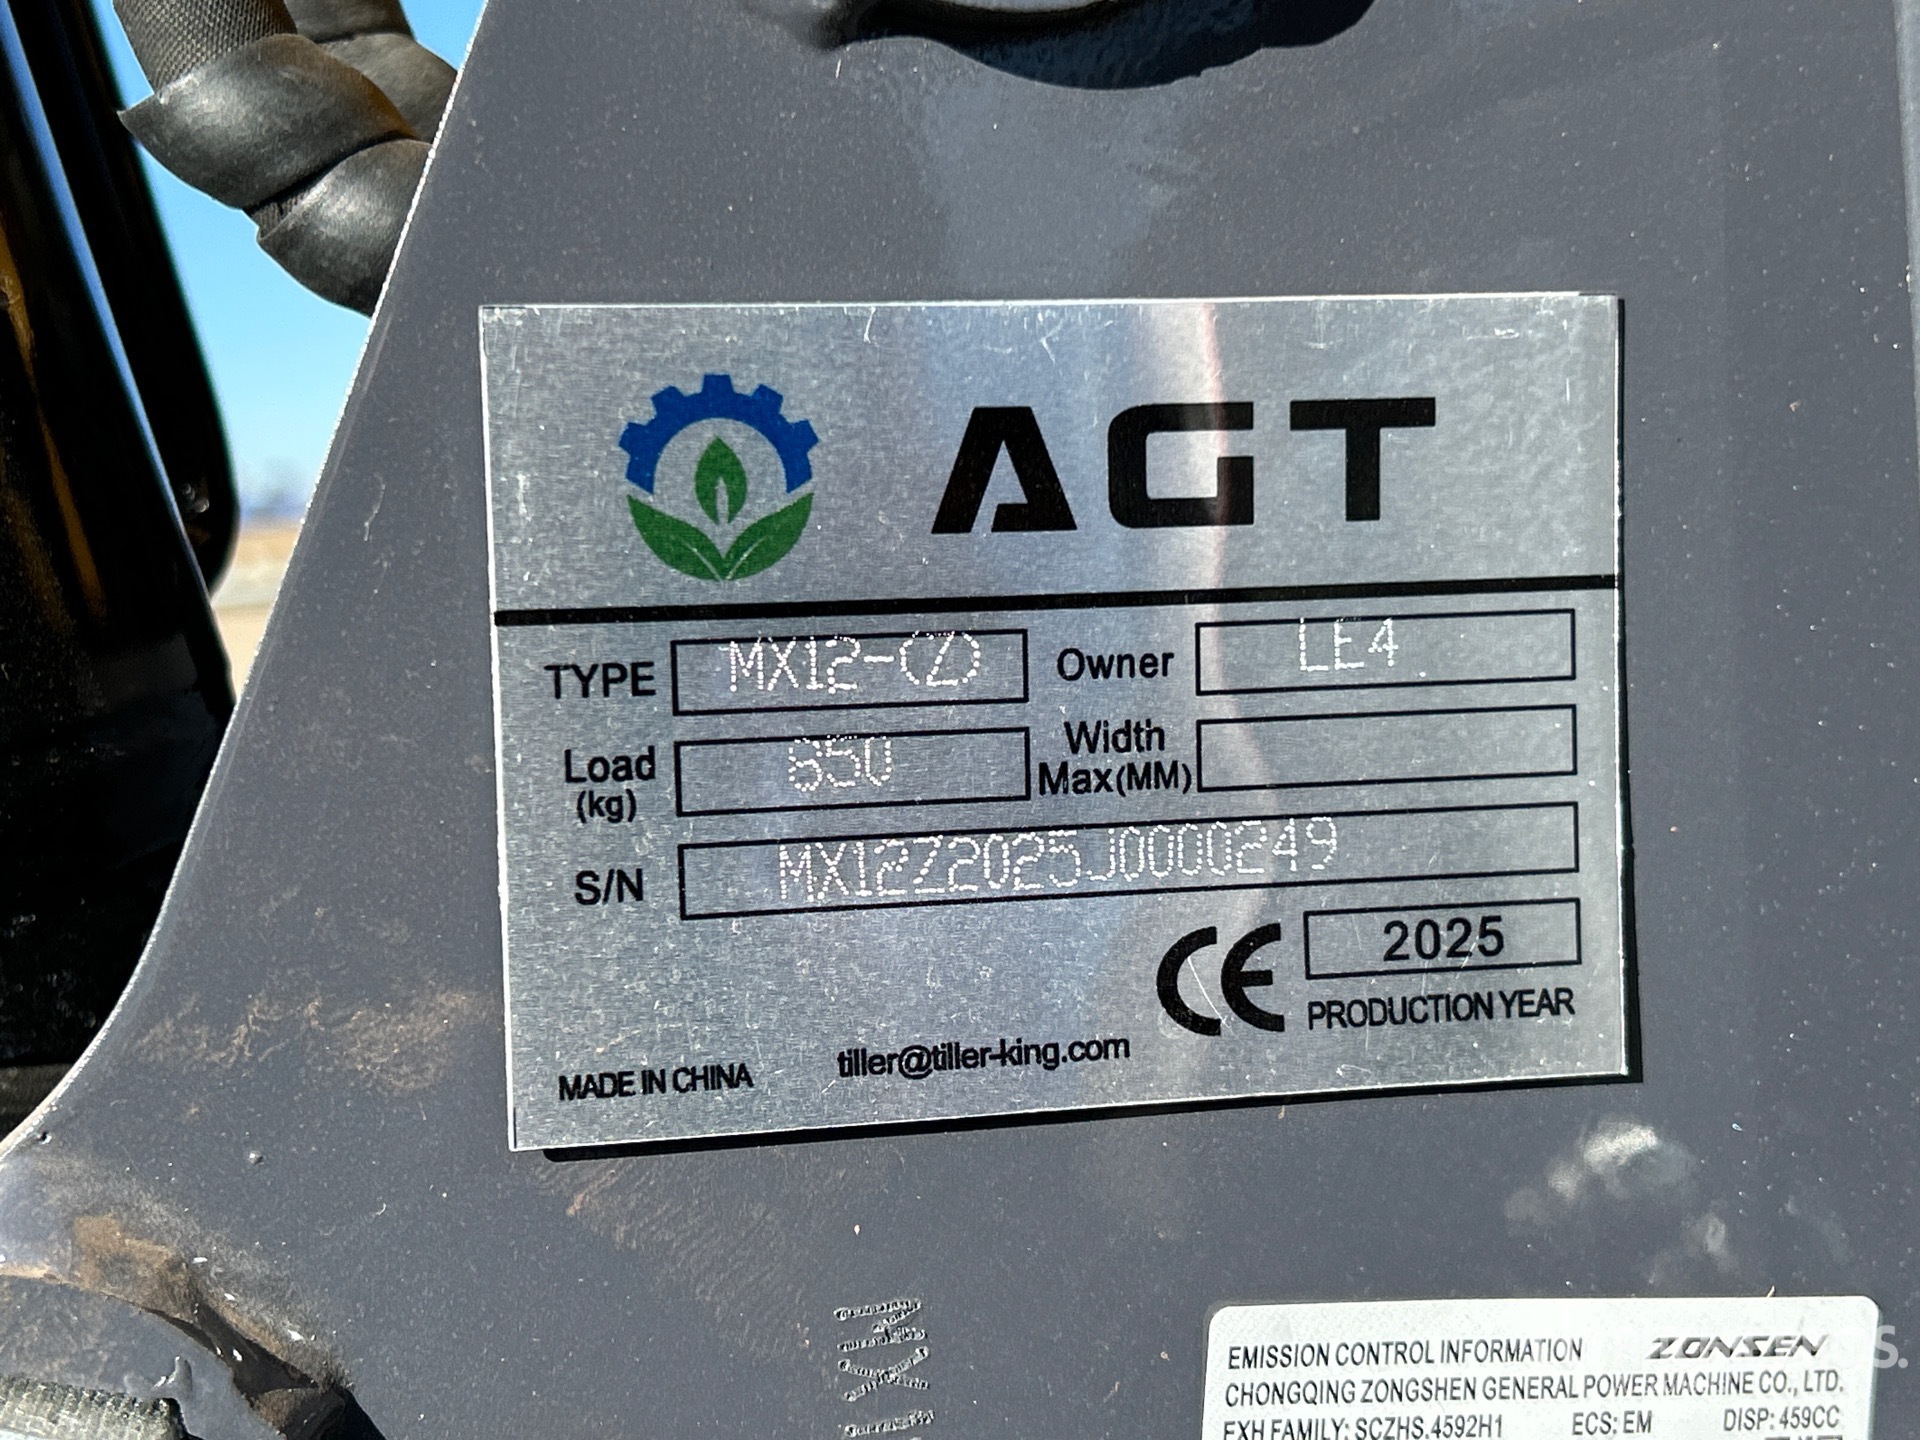 AGT
TYPE MX12-(Z) Owner LE4
Load (kg) 850 Width Max(MM)
S/N MX12Z2025J0000249
CE 2025
PRODUCTION YEAR
MADE IN CHINA tiller@tiller-king.com
EMISSION CONTROL INFORMATION ZONSEN
CHONGQING ZONGSHEN GENERAL POWER MACHINE CO., LTD.
EXH FAMILY: SCZHS.4592H1 ECS: EM DISP: 459CC